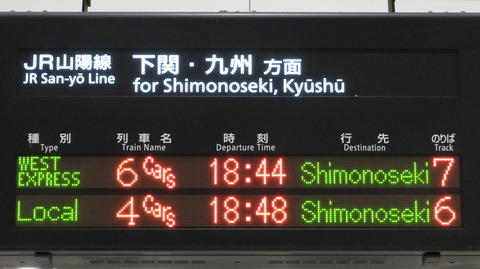 JR山陽線 下関・九州 方面
JR San-yō Line for Shimonoseki, Kyūshū
種別 列車名 時刻 行先 のりば
Type Train Name Departure Time Destination Track
WEST EXPRESS 6 Cars 18:44 Shimonoseki 7
Local 4 Cars 18:48 Shimonoseki 6